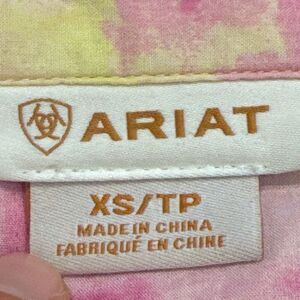 ARIAT
XS/TP
MADE IN CHINA
FABRIQUÉ EN CHINE